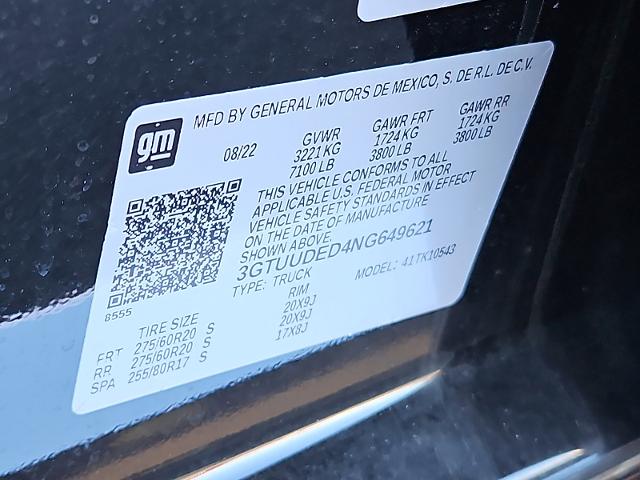 MFD BY GENERAL MOTORS DE MEXICO, S. DE R.L. DE C.V.
gm
08/22
GVWR GAWR FRT GAWR RR
3221 KG 1724 KG 1724 KG
7100 LB 3800 LB 3800 LB
THIS VEHICLE CONFORMS TO ALL
APPLICABLE U.S. FEDERAL MOTOR
VEHICLE SAFETY STANDARDS IN EFFECT
ON THE DATE OF MANUFACTURE
SHOWN ABOVE.
3GTUUDED4NG649621
TYPE: TRUCK MODEL: 41TK10543
8555
TIRE SIZE RIM
FRT 275/60R20 S 20X9J
RR 275/60R20 S 20X9J
SPA 255/80R17 S 17X8J